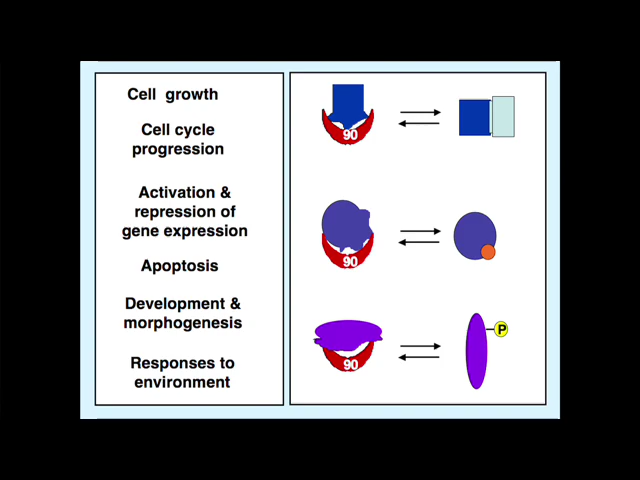 Cell growth
Cell cycle
progression
Activation &
repression of
gene expression
Apoptosis
Development &
morphogenesis
Responses to
environment
90
90
90
P